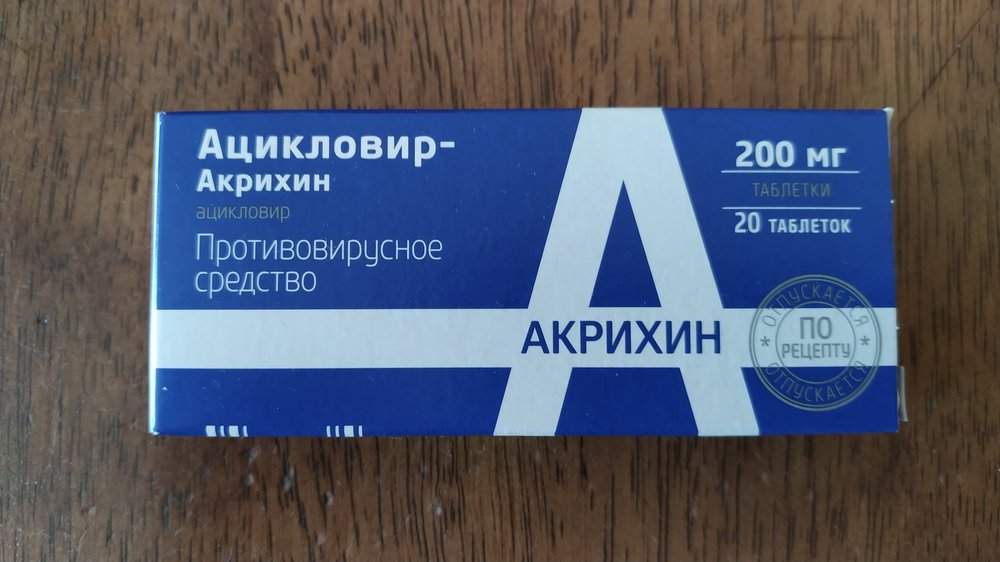 Ацикловир-
Акрихин
ацикловир
Противовирусное
средство
200 мг
ТАБЛЕТКИ
20 ТАБЛЕТОК
АКРИХИН
ОТПУСКАЕТСЯ
* ПО *
РЕЦЕПТУ
ОТПУСКАЕТСЯ